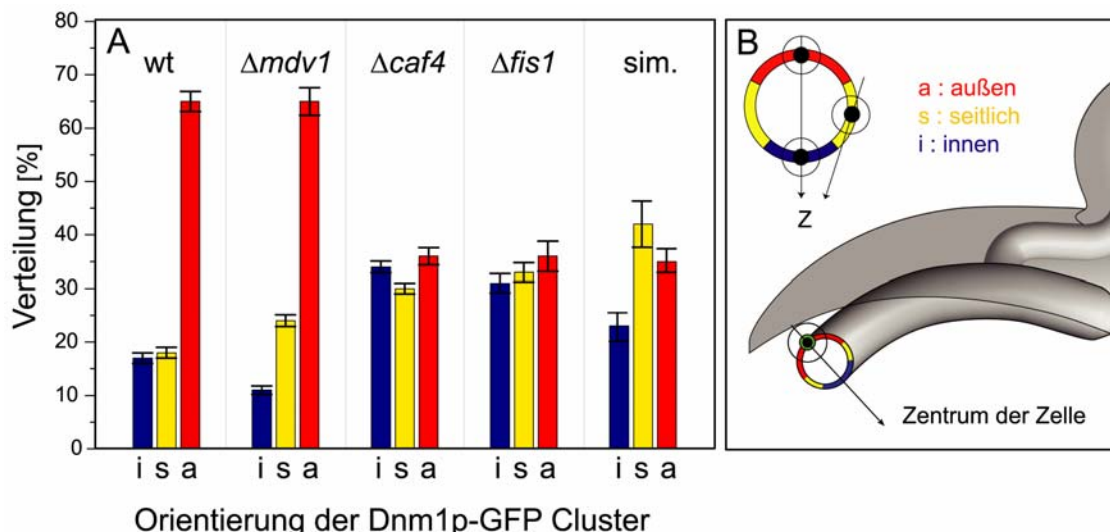 A
80
70
60
50
40
30
20
10
0
Verteilung [%]
wt
Δmdv1
Δcaf4
Δfis1
sim.
i s a
i s a
i s a
i s a
i s a
Orientierung der Dnm1p-GFP Cluster
B
a : außen
s : seitlich
i : innen
Z
Zentrum der Zelle